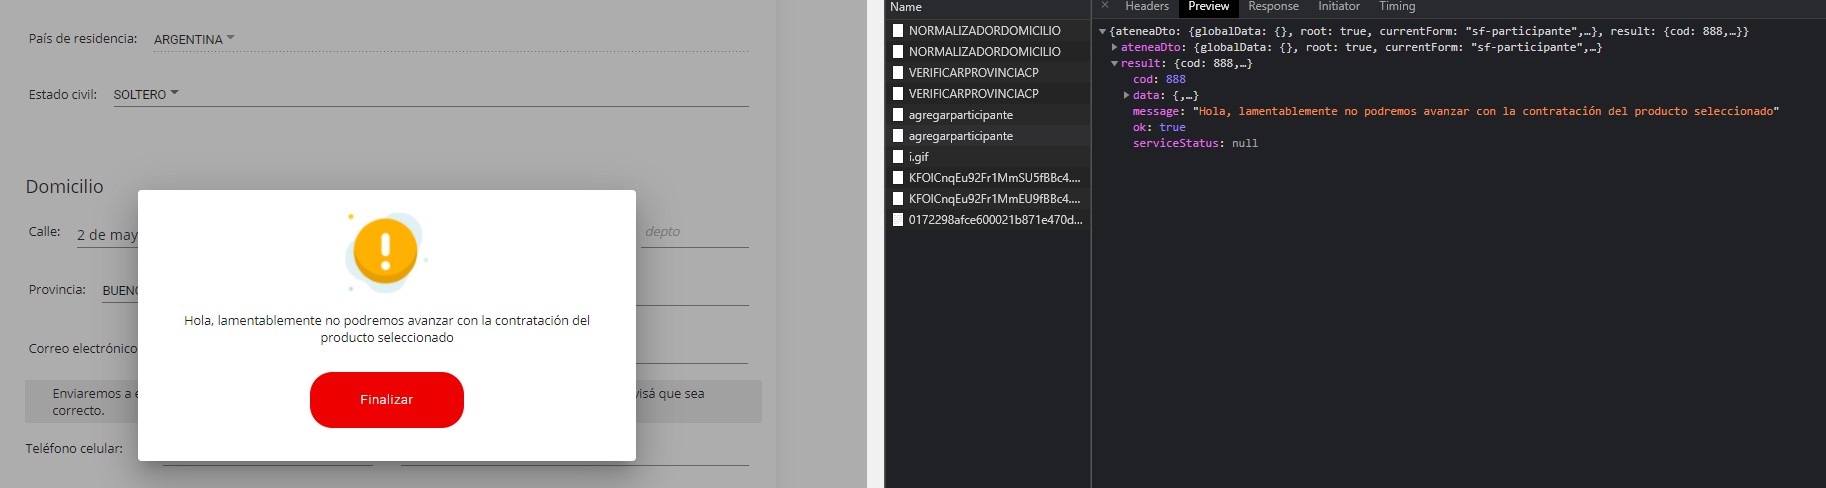 País de residencia: ARGENTINA
Estado civil: SOLTERO
Domicilio
Calle: 2 de may
depto
Provincia: BUENO
Correo electrónico
Enviaremos a e
visá que sea
correcto.
Teléfono celular:
Hola, lamentablemente no podremos avanzar con la contratación del
producto seleccionado
Finalizar
Name
NORMALIZADORDOMICILIO
NORMALIZADORDOMICILIO
VERIFICARPROVINCIACP
VERIFICARPROVINCIACP
agregarparticipante
agregarparticipante
i.gif
KFOlCnqEu92Fr1MmSU5fBBc4....
KFOlCnqEu92Fr1MmEU9fBBc4....
0172298afce600021b871e470d...
× Headers Preview Response Initiator Timing
{ateneaDto: {globalData: {}, root: true, currentForm: "sf-participante",…}, result: {cod: 888,…}}
ateneaDto: {globalData: {}, root: true, currentForm: "sf-participante",…}
result: {cod: 888,…}
cod: 888
data: {,…}
message: "Hola, lamentablemente no podremos avanzar con la contratación del producto seleccionado"
ok: true
serviceStatus: null